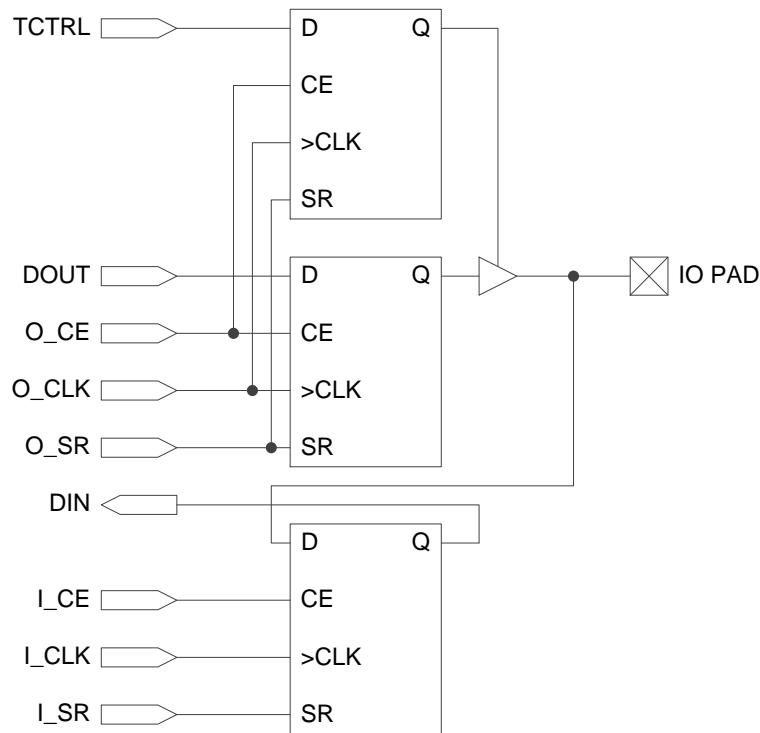 TCTRL
D
Q
CE
>CLK
SR
DOUT
D
Q
IO PAD
O_CE
CE
O_CLK
>CLK
O_SR
SR
DIN
D
Q
I_CE
CE
I_CLK
>CLK
I_SR
SR